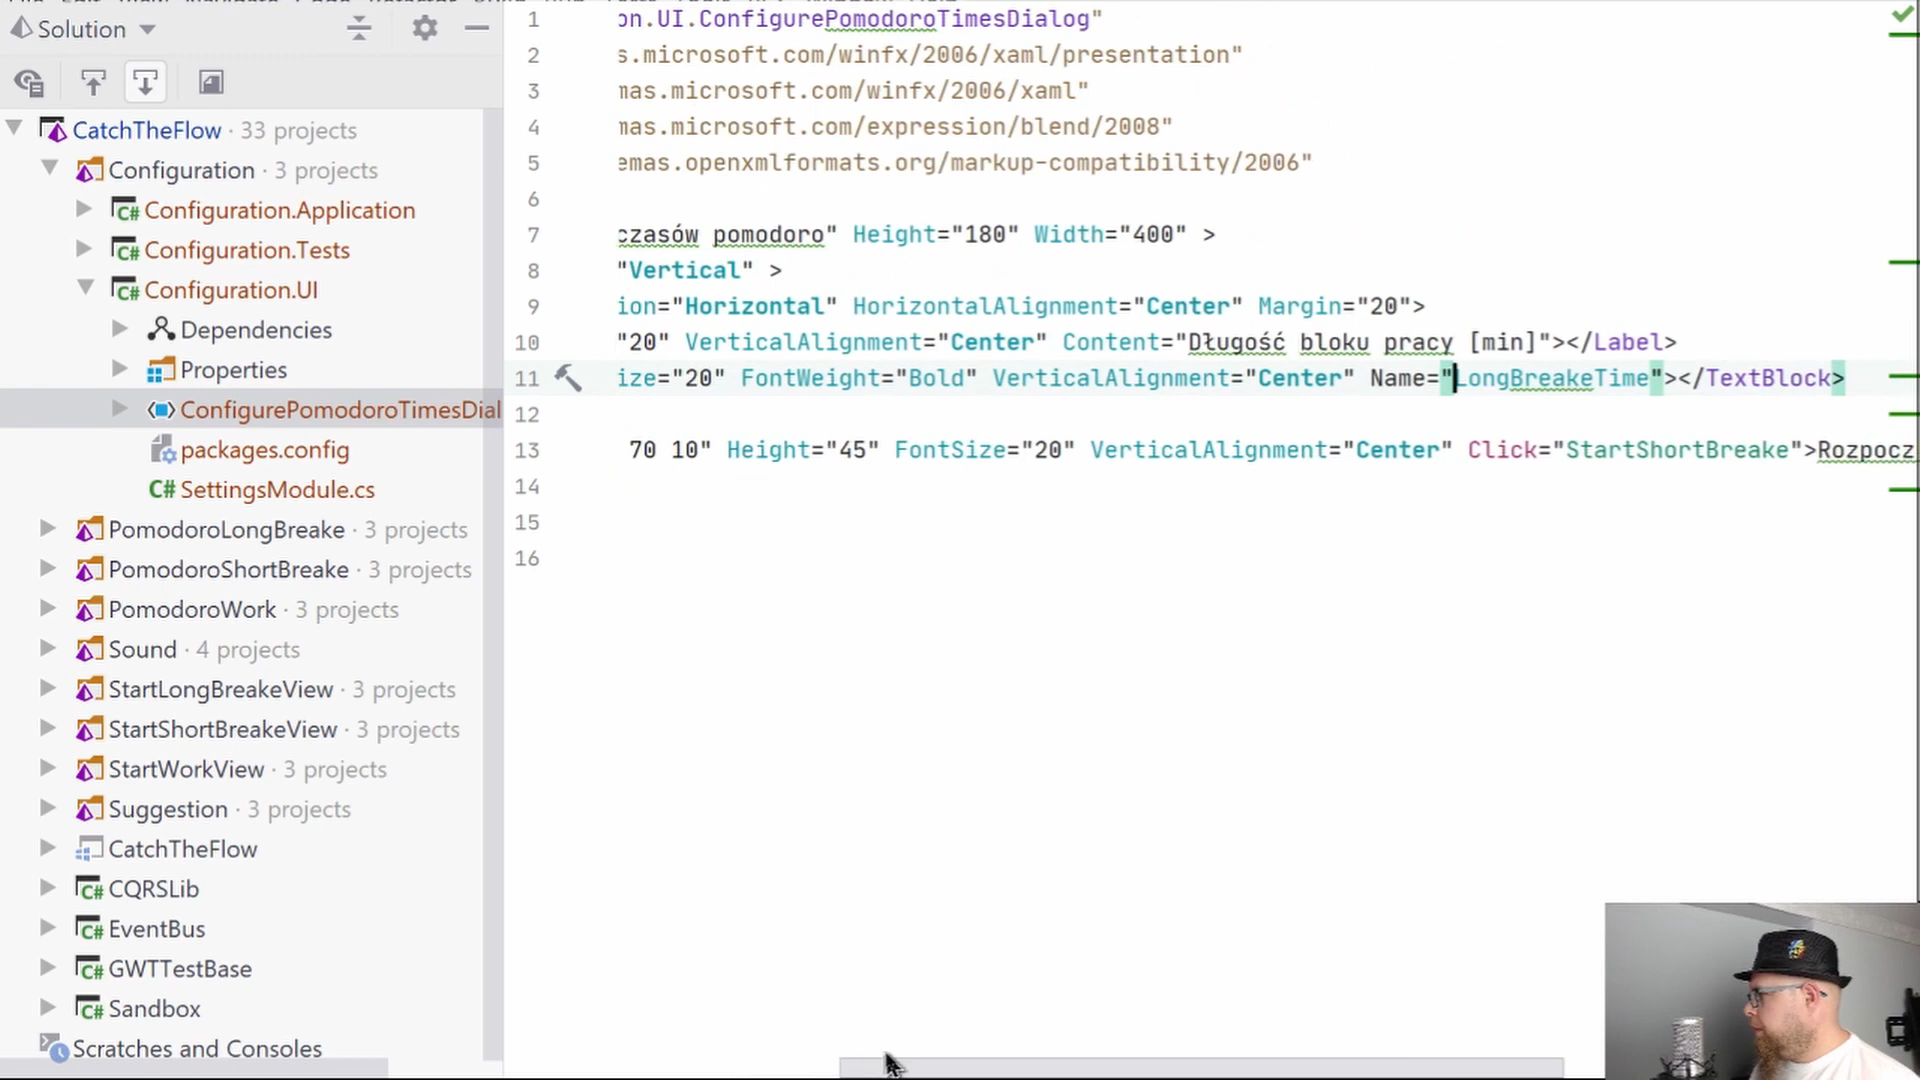 Solution
CatchTheFlow · 33 projects
Configuration · 3 projects
Configuration.Application
Configuration.Tests
Configuration.UI
Dependencies
Properties
ConfigurePomodoroTimesDial
packages.config
SettingsModule.cs
PomodoroLongBreake · 3 projects
PomodoroShortBreake · 3 projects
PomodoroWork · 3 projects
Sound · 4 projects
StartLongBreakeView · 3 projects
StartShortBreakeView · 3 projects
StartWorkView · 3 projects
Suggestion · 3 projects
CatchTheFlow
CQRSLib
EventBus
GWTTestBase
Sandbox
Scratches and Consoles
1 on.UI.ConfigurePomodoroTimesDialog"
2 s.microsoft.com/winfx/2006/xaml/presentation"
3 mas.microsoft.com/winfx/2006/xaml"
4 mas.microsoft.com/expression/blend/2008"
5 emas.openxmlformats.org/markup-compatibility/2006"
6
7 czasów pomodoro" Height="180" Width="400" >
8 "Vertical" >
9 ion="Horizontal" HorizontalAlignment="Center" Margin="20">
10 "20" VerticalAlignment="Center" Content="Długość bloku pracy [min]"></Label>
11 ize="20" FontWeight="Bold" VerticalAlignment="Center" Name="LongBreakeTime"></TextBlock>
12
13 70 10" Height="45" FontSize="20" VerticalAlignment="Center" Click="StartShortBreake">Rozpocz
14
15
16